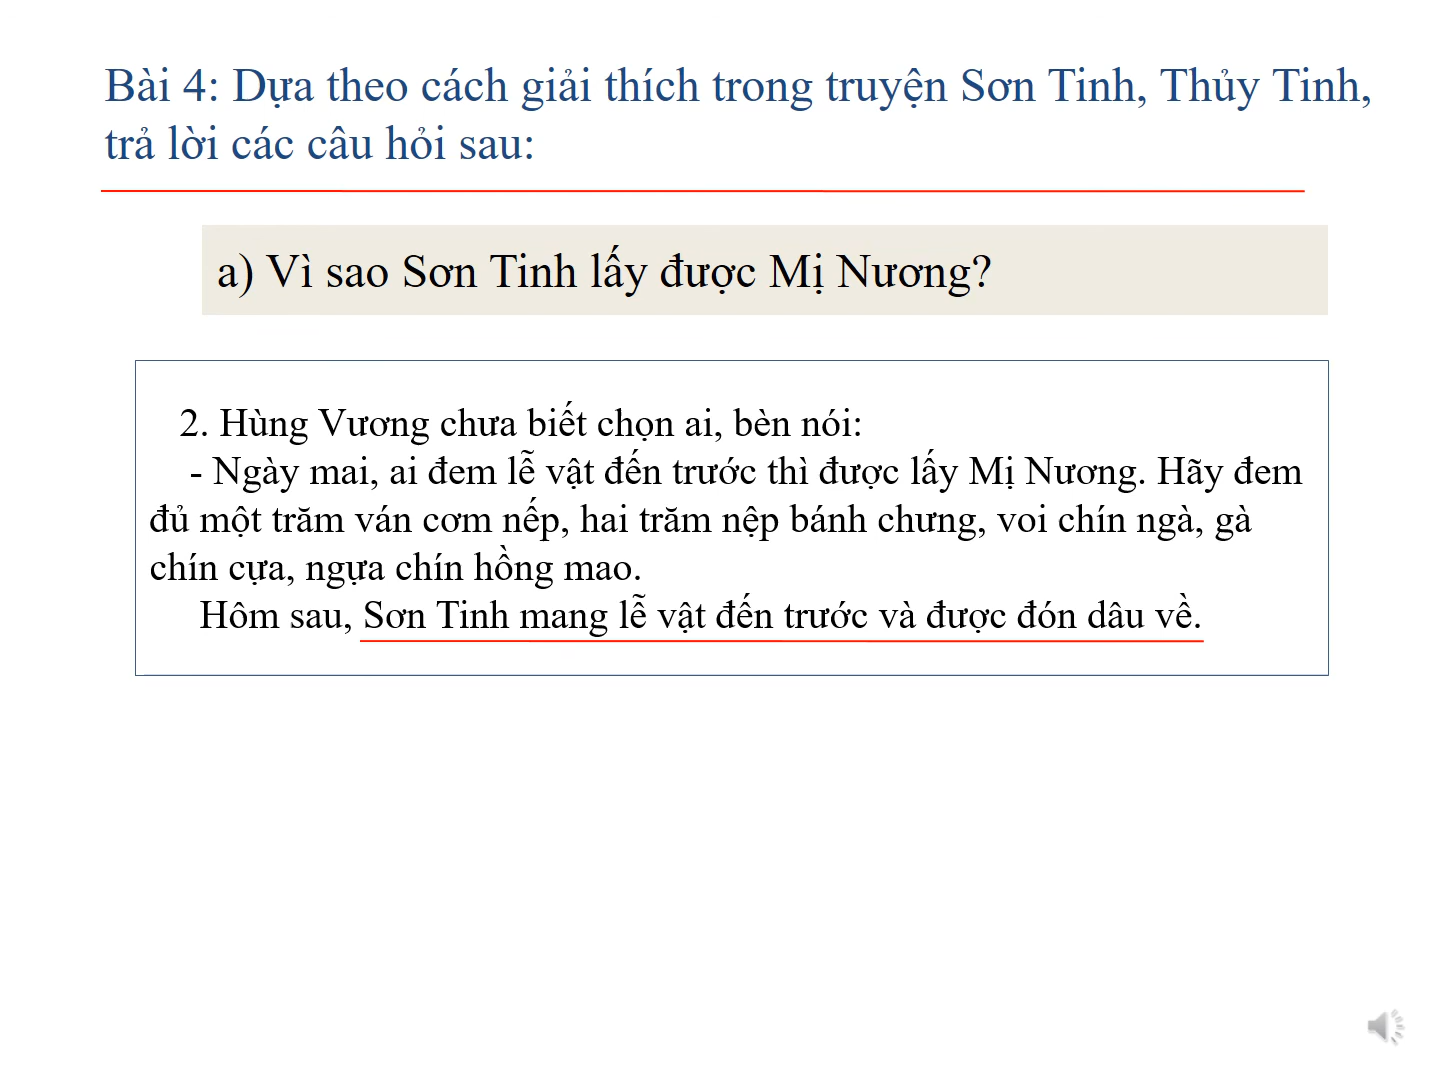 Bài 4: Dựa theo cách giải thích trong truyện Sơn Tinh, Thủy Tinh,
trả lời các câu hỏi sau:
a) Vì sao Sơn Tinh lấy được Mị Nương?
2. Hùng Vương chưa biết chọn ai, bèn nói:
- Ngày mai, ai đem lễ vật đến trước thì được lấy Mị Nương. Hãy đem
đủ một trăm ván cơm nếp, hai trăm nệp bánh chưng, voi chín ngà, gà
chín cựa, ngựa chín hồng mao.
Hôm sau, Sơn Tinh mang lễ vật đến trước và được đón dâu về.